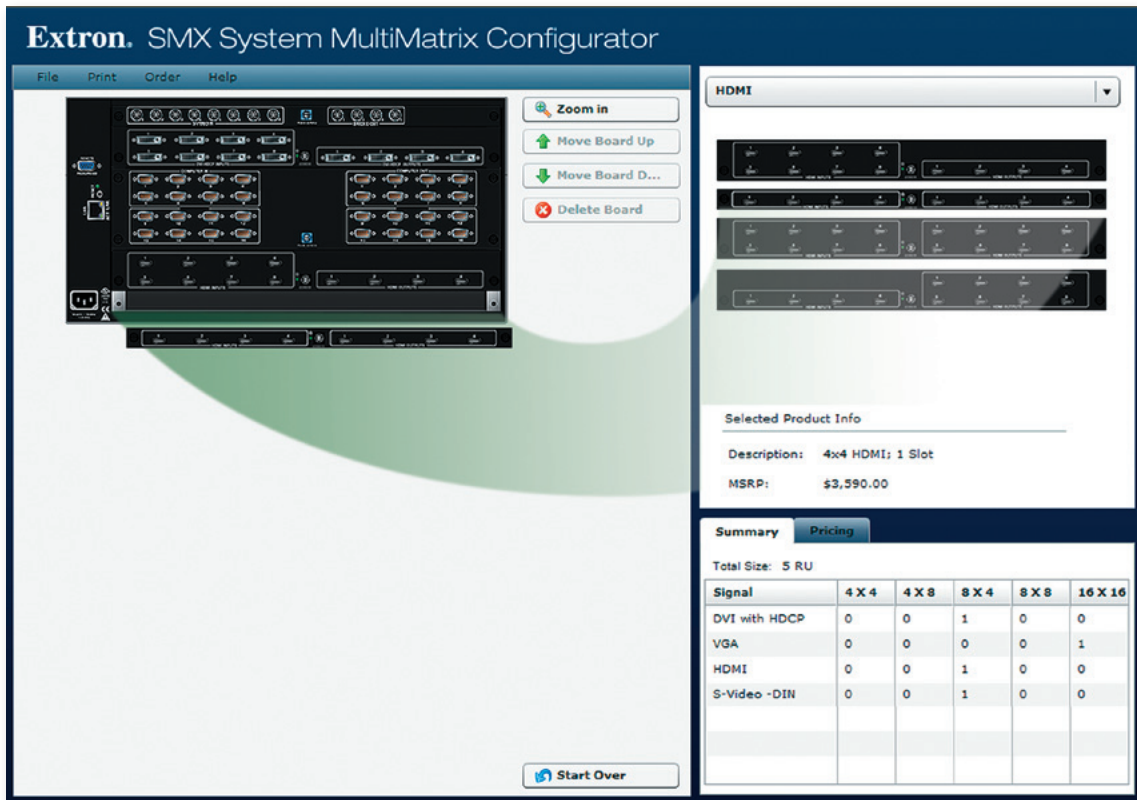 Extron. SMX System MultiMatrix Configurator
File Print Order Help
Zoom in
Move Board Up
Move Board D...
Delete Board
Start Over
HDMI
Selected Product Info
Description: 4x4 HDMI; 1 Slot
MSRP: $3,590.00
Summary Pricing
Total Size: 5 RU
Signal 4 X 4 4 X 8 8 X 4 8 X 8 16 X 16
DVI with HDCP 0 0 1 0 0
VGA 0 0 0 0 1
HDMI 0 0 1 0 0
S-Video -DIN 0 0 1 0 0